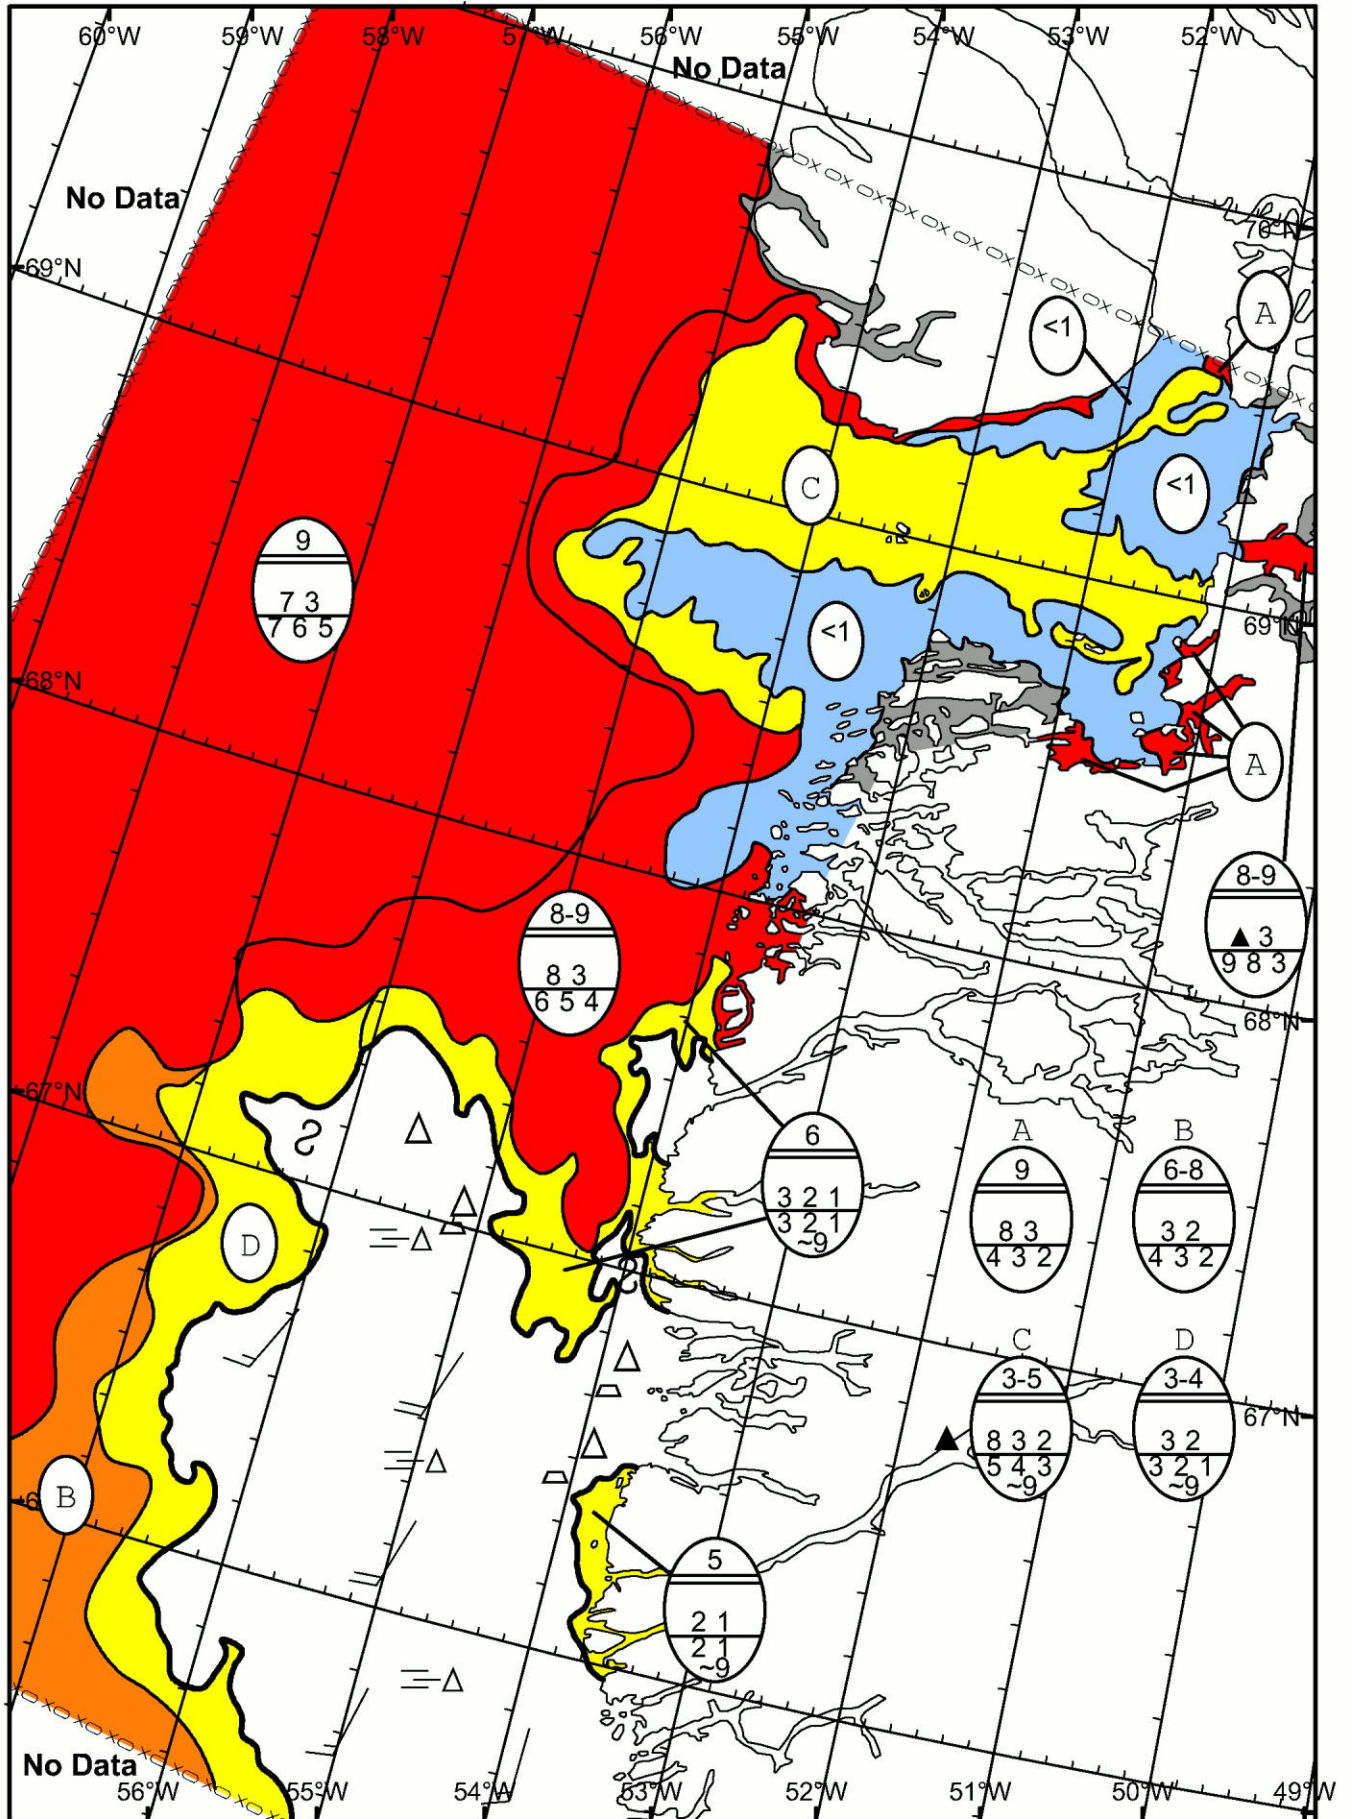 60°W 59°W 58°W 57°W 56°W 55°W 54°W 53°W 52°W
No Data
No Data
70°N
69°N
A
<1
C
<1
9
7 3
7 6 5
<1
69°N
68°N
A
8-9
▲ 3
9 8 3
8-9
8 3
6 5 4
68°N
67°N
6
3 2 1
3 2 1
~9
A
9
8 3
4 3 2
B
6-8
3 2
4 3 2
D
C
3-5
8 3 2
5 4 3
~9
D
3-4
3 2
3 2 1
~9
67°N
B
5
2 1
2 1
~9
No Data
56°W 55°W 54°W 53°W 52°W 51°W 50°W 49°W